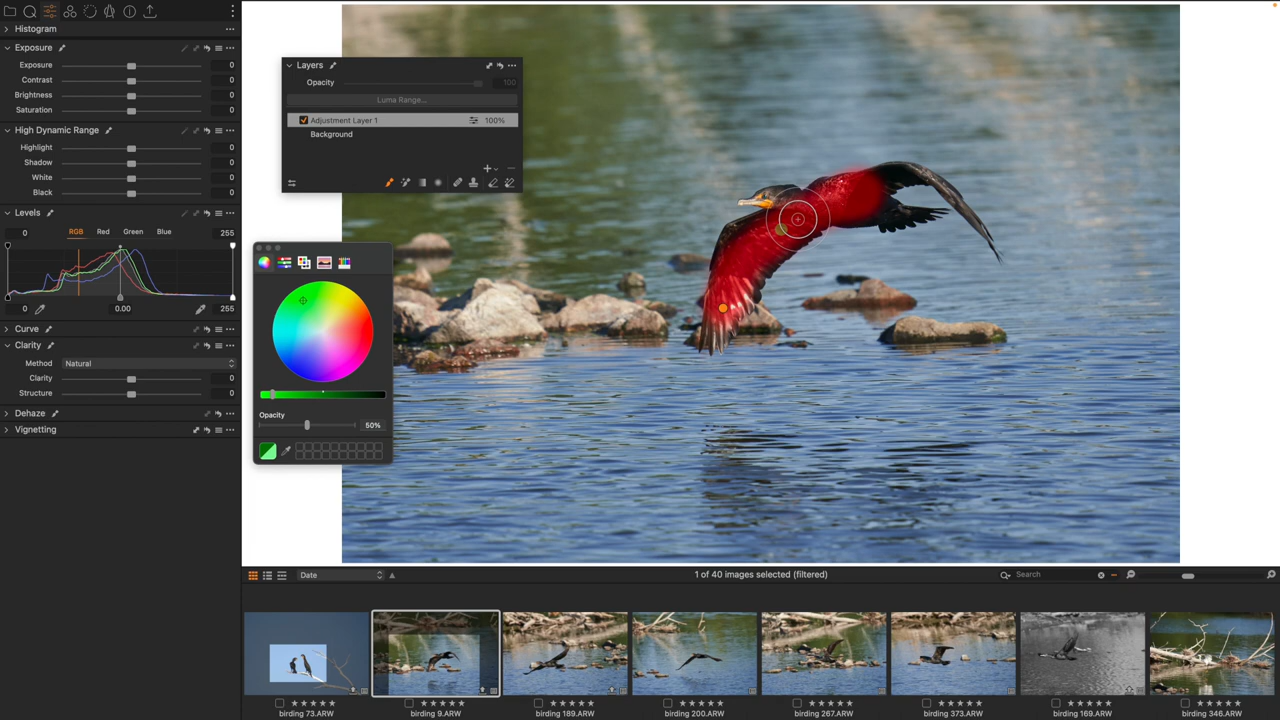 Histogram
Exposure
Exposure 0
Contrast 0
Brightness 0
Saturation 0
High Dynamic Range
Highlight 0
Shadow 0
White 0
Black 0
Levels
0 RGB Red Green Blue 255
0 0.00 255
Curve
Clarity
Method Natural
Clarity 0
Structure 0
Dehaze
Vignetting
Layers
Opacity 100
Luma Range...
Adjustment Layer 1 100%
Background
Opacity
50%
Date 1 of 40 images selected (filtered) Search
birding 73.ARW birding 9.ARW birding 189.ARW birding 200.ARW birding 267.ARW birding 373.ARW birding 169.ARW birding 346.ARW